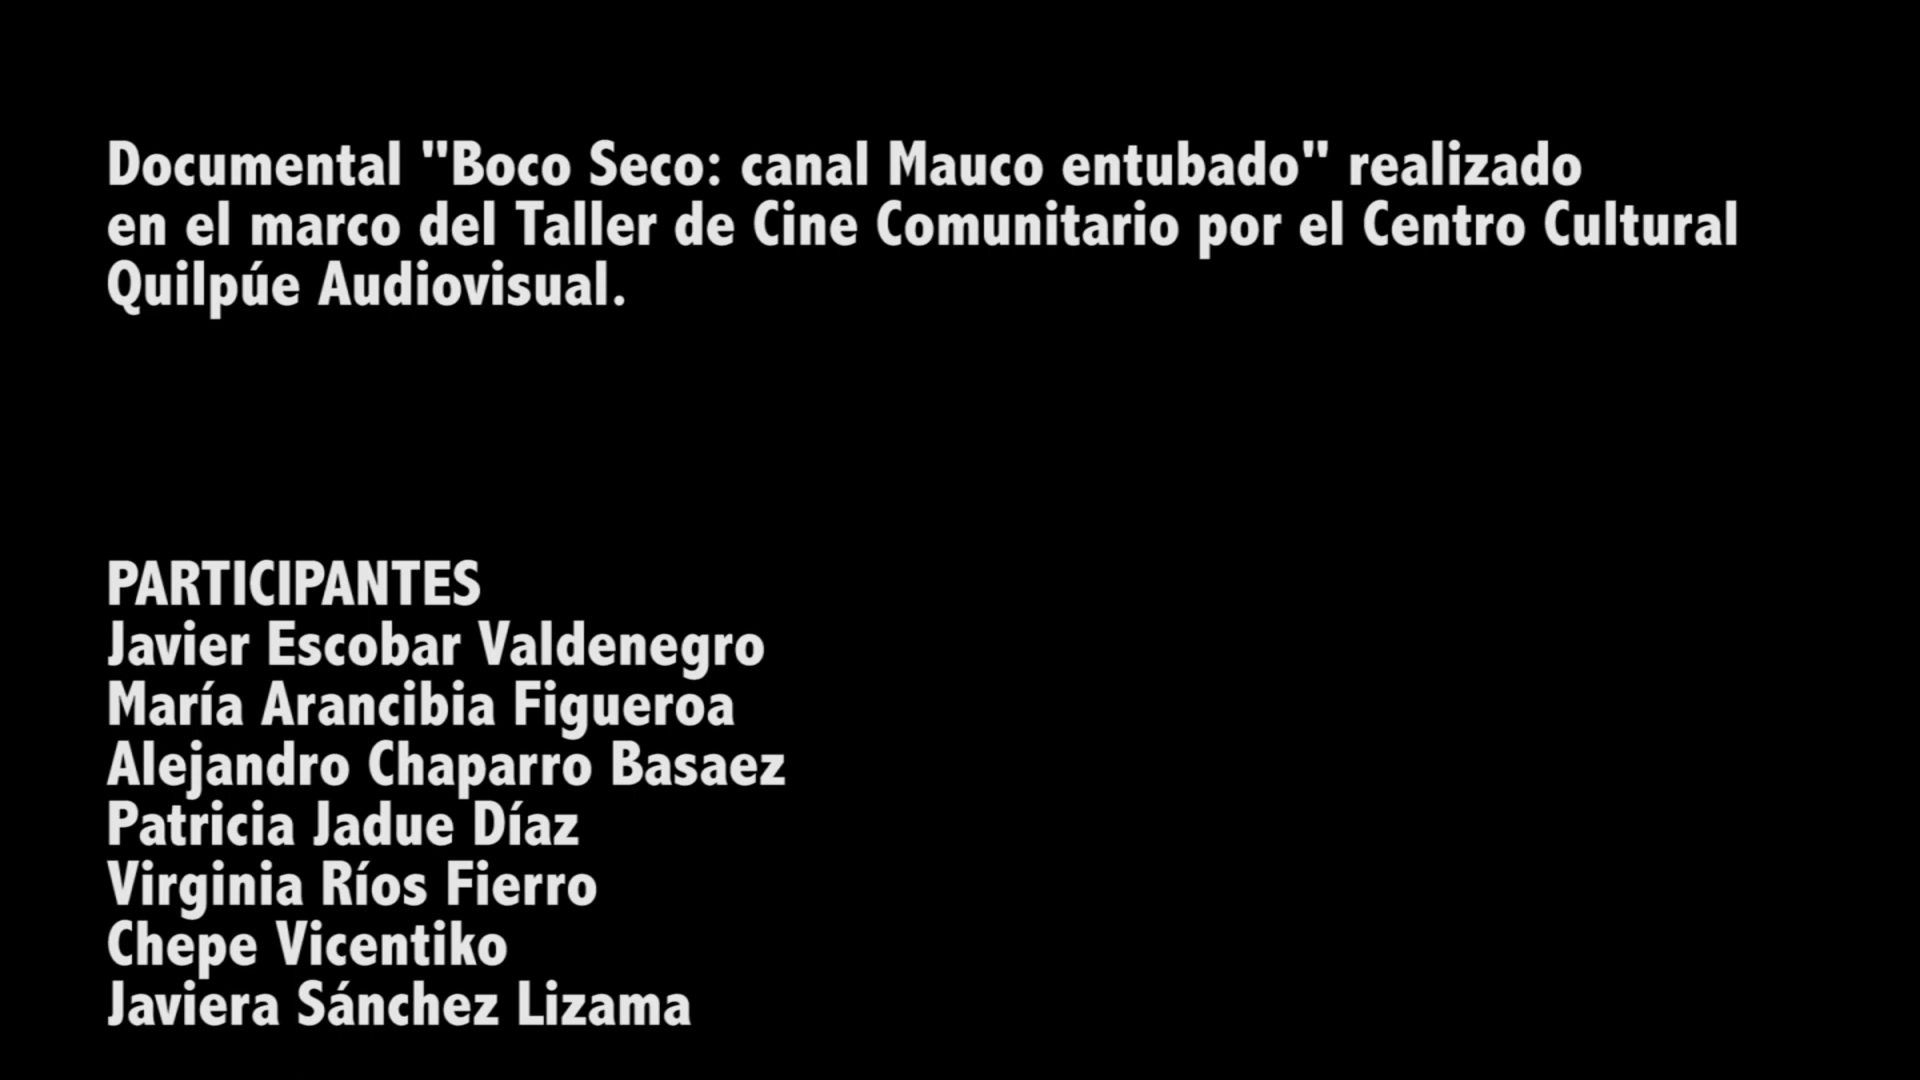 Documental "Boco Seco: canal Mauco entubado" realizado
en el marco del Taller de Cine Comunitario por el Centro Cultural
Quilpúe Audiovisual.
PARTICIPANTES
Javier Escobar Valdenegro
María Arancibia Figueroa
Alejandro Chaparro Basaez
Patricia Jadue Díaz
Virginia Ríos Fierro
Chepe Vicentiko
Javiera Sánchez Lizama